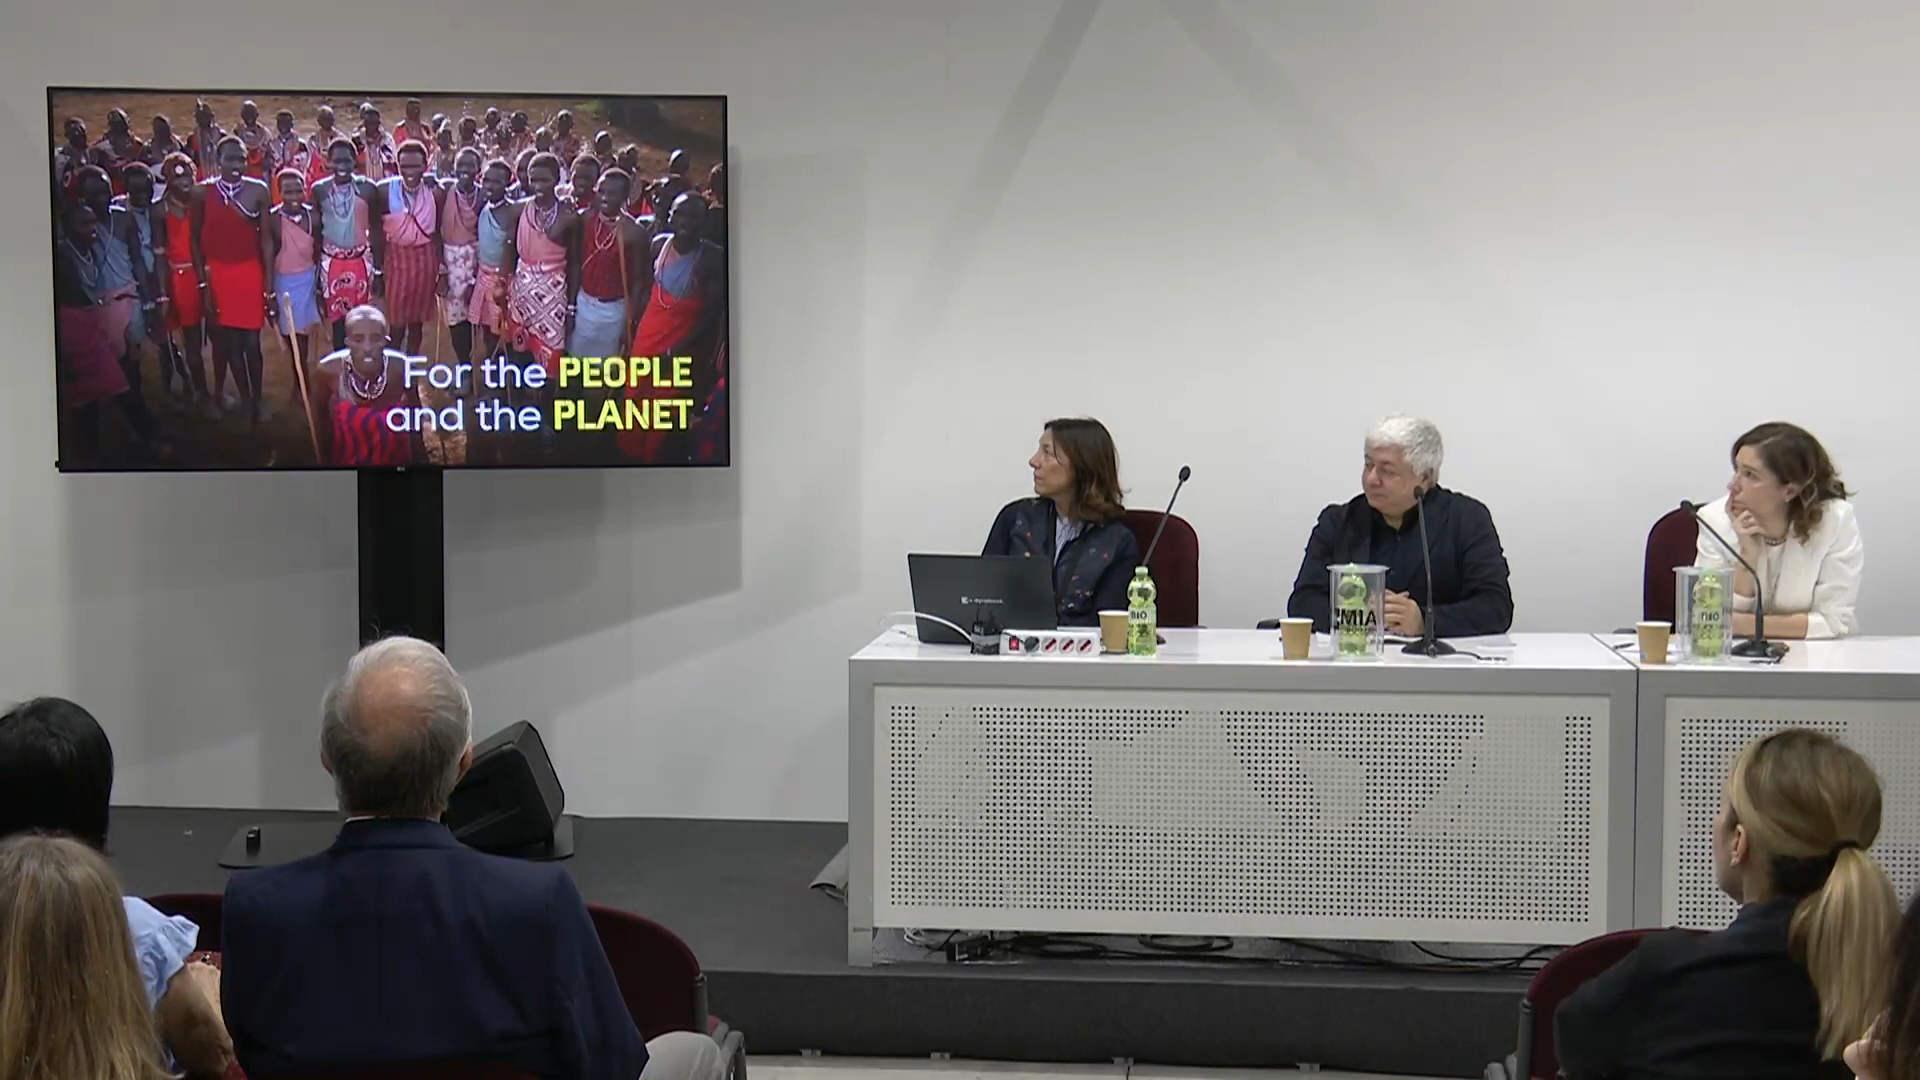 For the PEOPLE
and the PLANET
dynabook
BIO
MIA
BIO